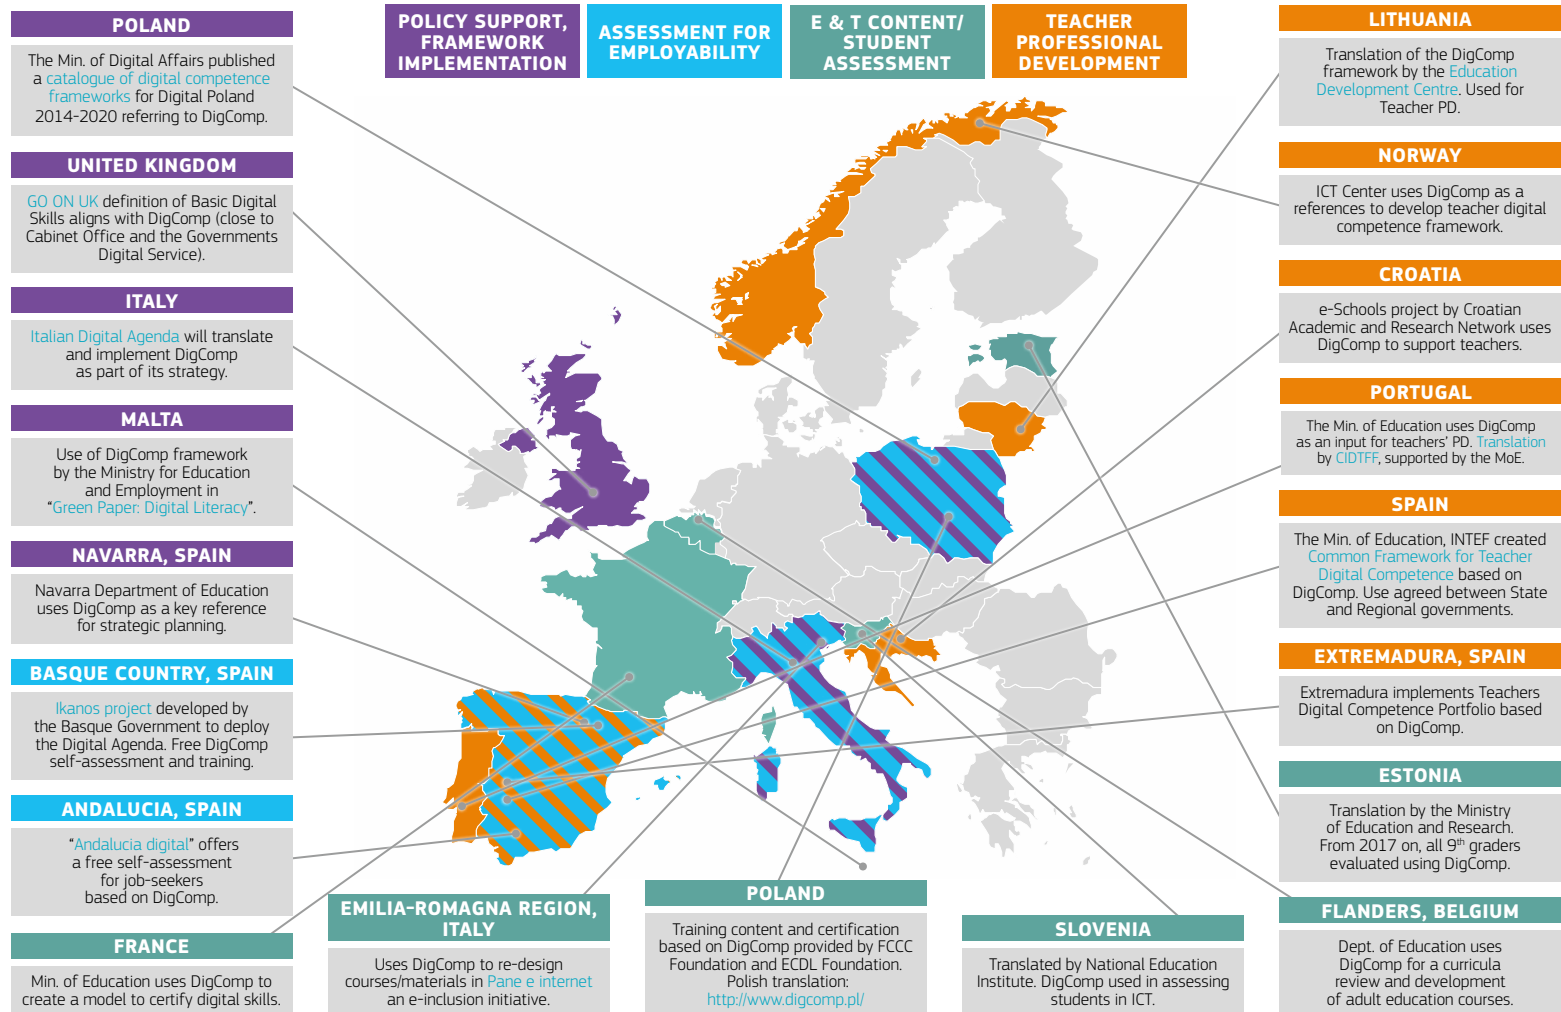 POLICY SUPPORT,
FRAMEWORK
IMPLEMENTATION
ASSESSMENT FOR
EMPLOYABILITY
E & T CONTENT/
STUDENT
ASSESSMENT
TEACHER
PROFESSIONAL
DEVELOPMENT
POLAND
The Min. of Digital Affairs published
a catalogue of digital competence
frameworks for Digital Poland
2014-2020 referring to DigComp.
UNITED KINGDOM
GO ON UK definition of Basic Digital
Skills aligns with DigComp (close to
Cabinet Office and the Governments
Digital Service).
ITALY
Italian Digital Agenda will translate
and implement DigComp
as part of its strategy.
MALTA
Use of DigComp framework
by the Ministry for Education
and Employment in
“Green Paper: Digital Literacy”.
NAVARRA, SPAIN
Navarra Department of Education
uses DigComp as a key reference
for strategic planning.
BASQUE COUNTRY, SPAIN
Ikanos project developed by
the Basque Government to deploy
the Digital Agenda. Free DigComp
self-assessment and training.
ANDALUCIA, SPAIN
“Andalucia digital” offers
a free self-assessment
for job-seekers
based on DigComp.
FRANCE
Min. of Education uses DigComp to
create a model to certify digital skills.
EMILIA-ROMAGNA REGION,
ITALY
Uses DigComp to re-design
courses/materials in Pane e internet
an e-inclusion initiative.
POLAND
Training content and certification
based on DigComp provided by FCCC
Foundation and ECDL Foundation.
Polish translation:
http://www.digcomp.pl/
SLOVENIA
Translated by National Education
Institute. DigComp used in assessing
students in ICT.
LITHUANIA
Translation of the DigComp
framework by the Education
Development Centre. Used for
Teacher PD.
NORWAY
ICT Center uses DigComp as a
references to develop teacher digital
competence framework.
CROATIA
e-Schools project by Croatian
Academic and Research Network uses
DigComp to support teachers.
PORTUGAL
The Min. of Education uses DigComp
as an input for teachers’ PD. Translation
by CIDTFF, supported by the MoE.
SPAIN
The Min. of Education, INTEF created
Common Framework for Teacher
Digital Competence based on
DigComp. Use agreed between State
and Regional governments.
EXTREMADURA, SPAIN
Extremadura implements Teachers
Digital Competence Portfolio based
on DigComp.
ESTONIA
Translation by the Ministry
of Education and Research.
From 2017 on, all 9th graders
evaluated using DigComp.
FLANDERS, BELGIUM
Dept. of Education uses
DigComp for a curricula
review and development
of adult education courses.